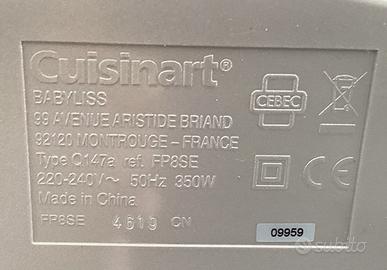 Cuisinart®
CEBEC
BABYLISS
99 AVENUE ARISTIDE BRIAND
92120 MONTROUGE – FRANCE
Type Q147a ref. FP8SE
220-240V~ 50Hz 350W
CE
Made in China
FP8SE 4619 CN
09959
subito